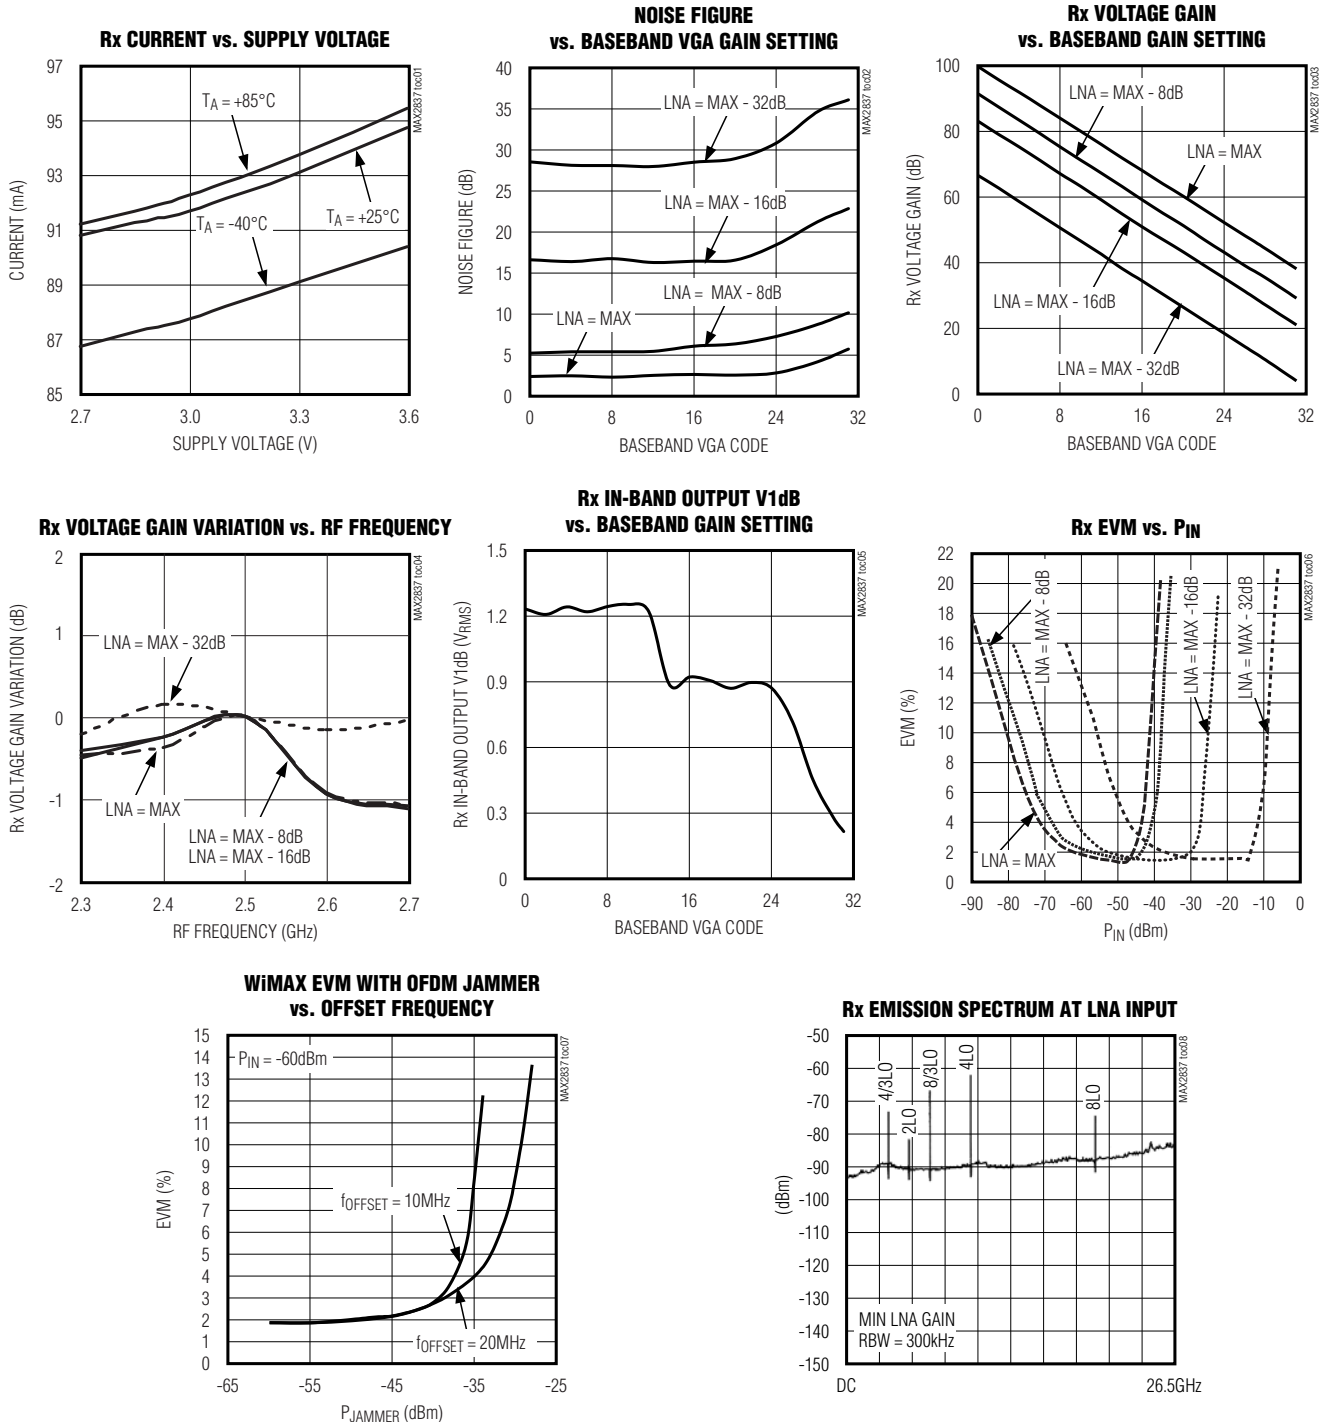 Rx CURRENT vs. SUPPLY VOLTAGE
97
95
93
91
89
87
85
CURRENT (mA)
TA = +85°C
TA = -40°C
TA = +25°C
2.7 3.0 3.3 3.6
SUPPLY VOLTAGE (V)
MAX2837 toc01
NOISE FIGURE
vs. BASEBAND VGA GAIN SETTING
40
35
30
25
20
15
10
5
0
NOISE FIGURE (dB)
LNA = MAX - 32dB
LNA = MAX - 16dB
LNA = MAX - 8dB
LNA = MAX
0 8 16 24 32
BASEBAND VGA CODE
MAX2837 toc02
Rx VOLTAGE GAIN
vs. BASEBAND GAIN SETTING
100
80
60
40
20
0
Rx VOLTAGE GAIN (dB)
LNA = MAX - 8dB
LNA = MAX
LNA = MAX - 16dB
LNA = MAX - 32dB
0 8 16 24 32
BASEBAND VGA CODE
MAX2837 toc03
Rx VOLTAGE GAIN VARIATION vs. RF FREQUENCY
2
1
0
-1
-2
Rx VOLTAGE GAIN VARIATION (dB)
LNA = MAX - 32dB
LNA = MAX
LNA = MAX - 8dB
LNA = MAX - 16dB
2.3 2.4 2.5 2.6 2.7
RF FREQUENCY (GHz)
MAX2837 toc04
Rx IN-BAND OUTPUT V1dB
vs. BASEBAND GAIN SETTING
1.5
1.2
0.9
0.6
0.3
0
Rx IN-BAND OUTPUT V1dB (VRMS)
0 8 16 24 32
BASEBAND VGA CODE
MAX2837 toc05
Rx EVM vs. PIN
22
20
18
16
14
12
10
8
6
4
2
0
EVM (%)
LNA = MAX - 8dB
LNA = MAX -16dB
LNA = MAX - 32dB
LNA = MAX
-90 -80 -70 -60 -50 -40 -30 -20 -10 0
PIN (dBm)
MAX2837 toc06
WiMAX EVM WITH OFDM JAMMER
vs. OFFSET FREQUENCY
15
14
13
12
11
10
9
8
7
6
5
4
3
2
1
0
EVM (%)
PIN = -60dBm
fOFFSET = 10MHz
fOFFSET = 20MHz
-65 -55 -45 -35 -25
PJAMMER (dBm)
MAX2837 toc07
Rx EMISSION SPECTRUM AT LNA INPUT
-50
-60
-70
-80
-90
-100
-110
-120
-130
-140
-150
(dBm)
4/3LO
2LO
8/3LO
4LO
8LO
MIN LNA GAIN
RBW = 300kHz
DC 26.5GHz
MAX2837 toc08